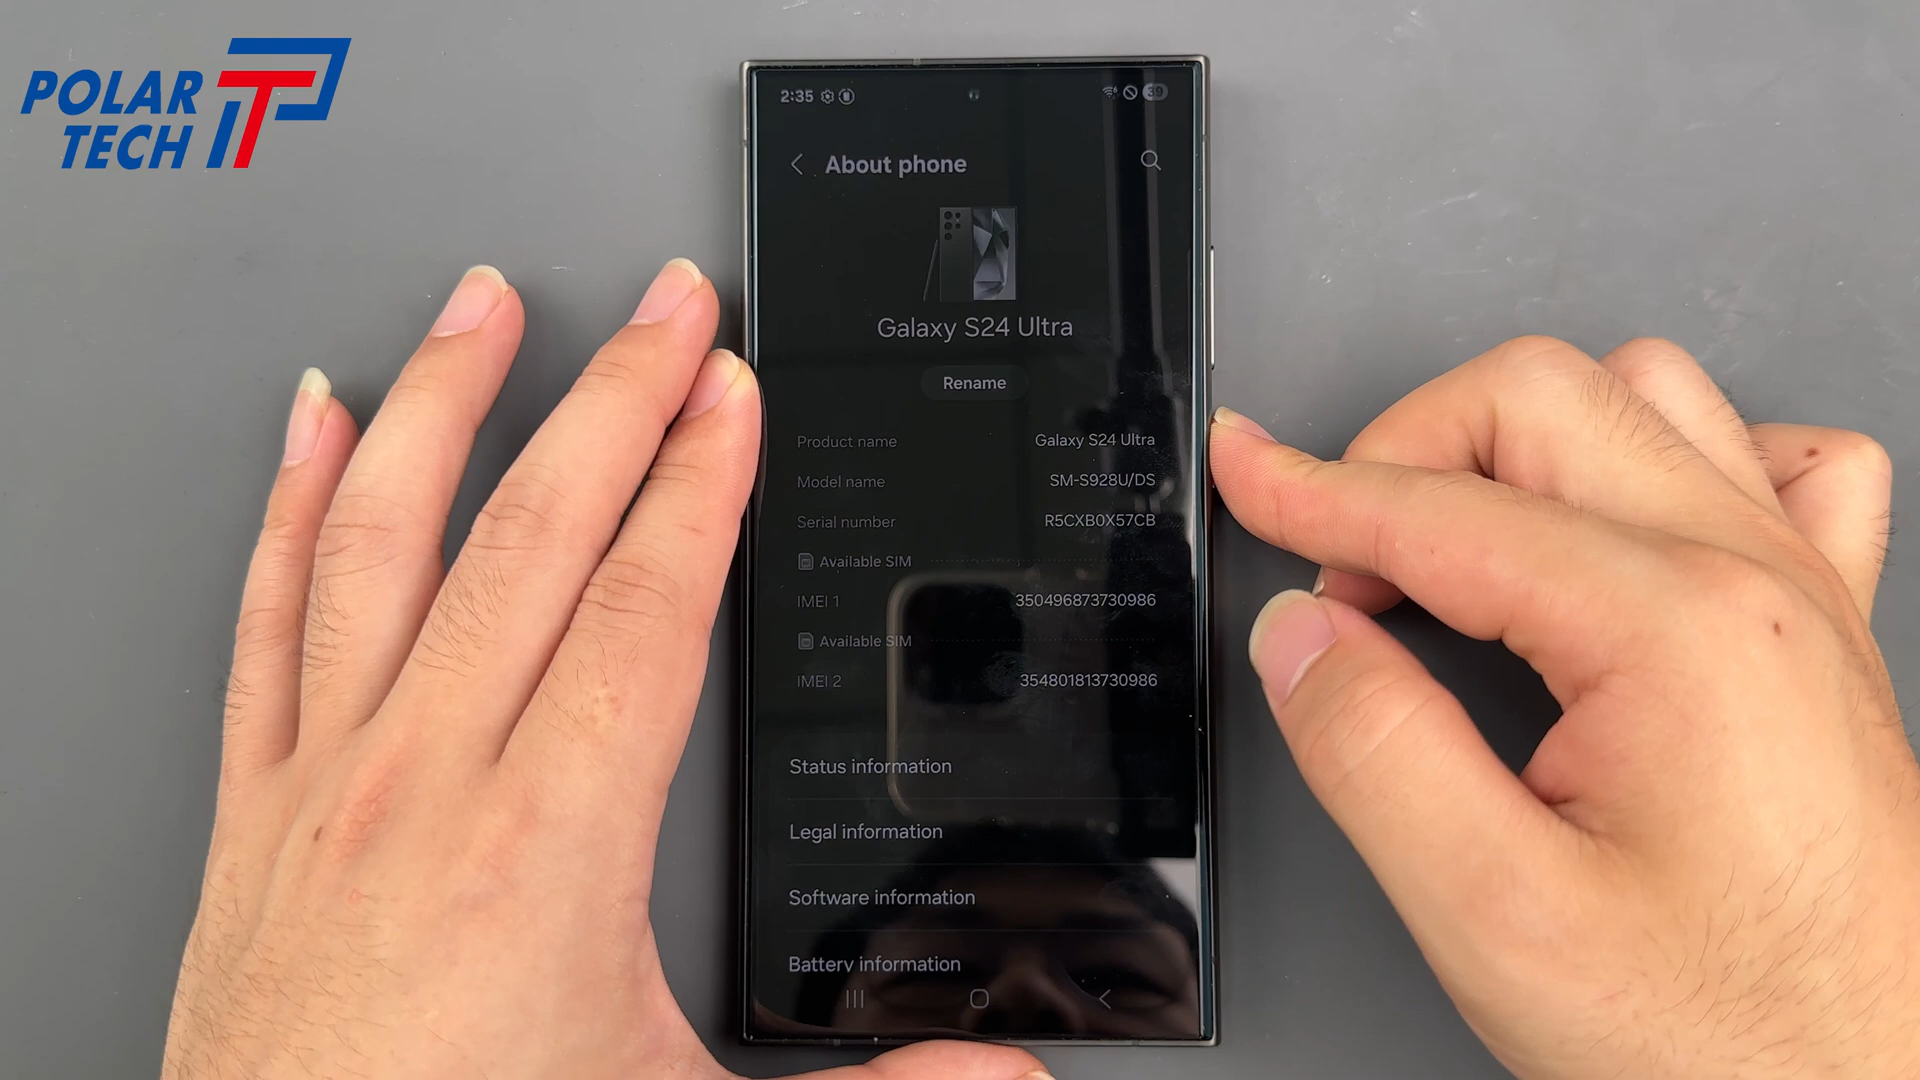 POLAR
TECH
2:35
39
About phone
Galaxy S24 Ultra
Rename
Product name Galaxy S24 Ultra
Model name SM-S928U/DS
Serial number R5CXB0X57CB
Available SIM
IMEI 1 350496873730986
Available SIM
IMEI 2 354801813730986
Status information
Legal information
Software information
Battery information